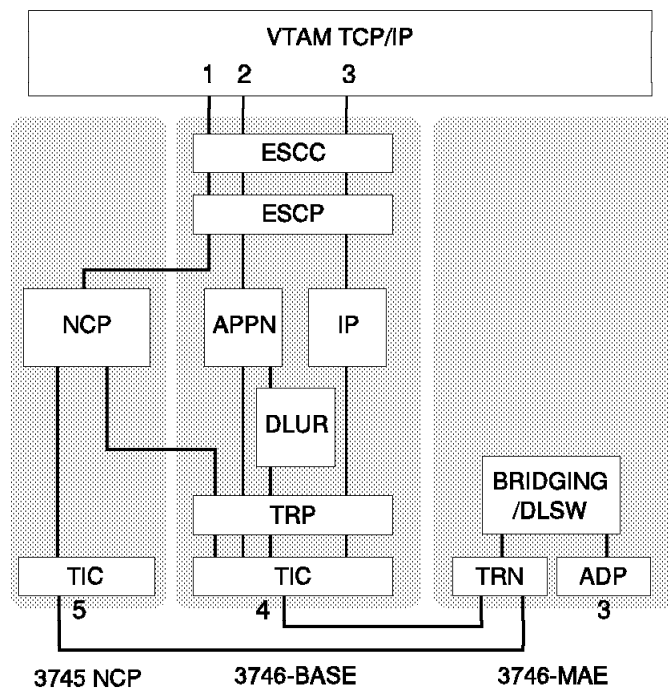 VTAM TCP/IP
1 2 3
ESCC
ESCP
NCP APPN IP
DLUR
BRIDGING
/DLSW
TRP
TIC TIC TRN ADP
5 4 3
3745 NCP 3746-BASE 3746-MAE